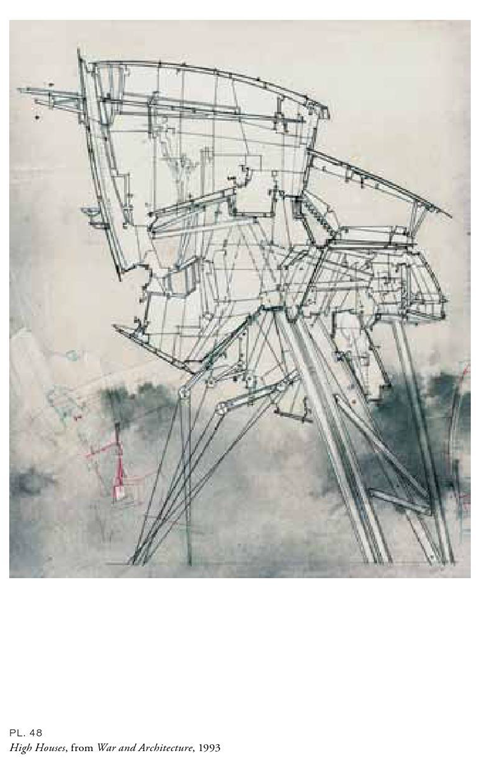 PL. 48
High Houses, from War and Architecture, 1993